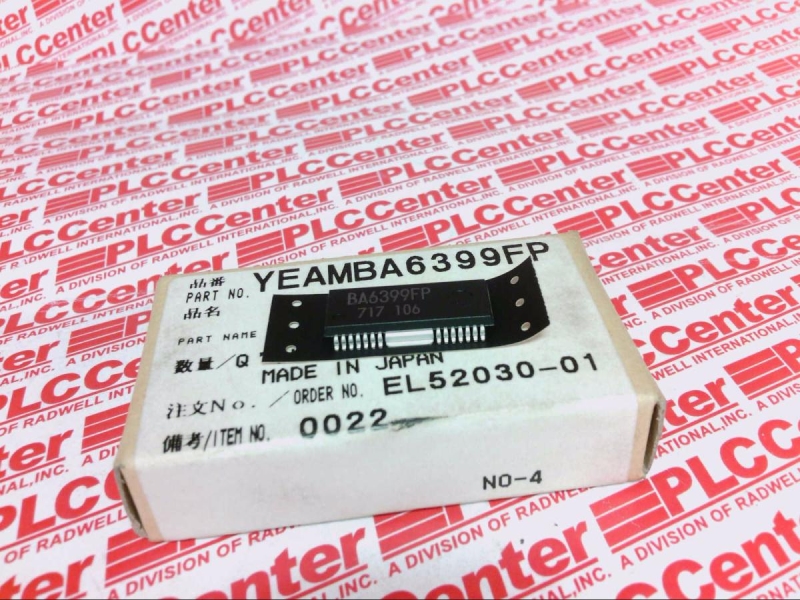 PLCCenter
A DIVISION OF RADWELL INTERNATIONAL, INC.
品番
PART NO. YEAMBA6399FP
品名
PART NAME
BA6399FP
717 106
数量/Q
MADE IN JAPAN
注文No. /ORDER NO. EL52030-01
備考/ITEM NO. 0022
NO-4